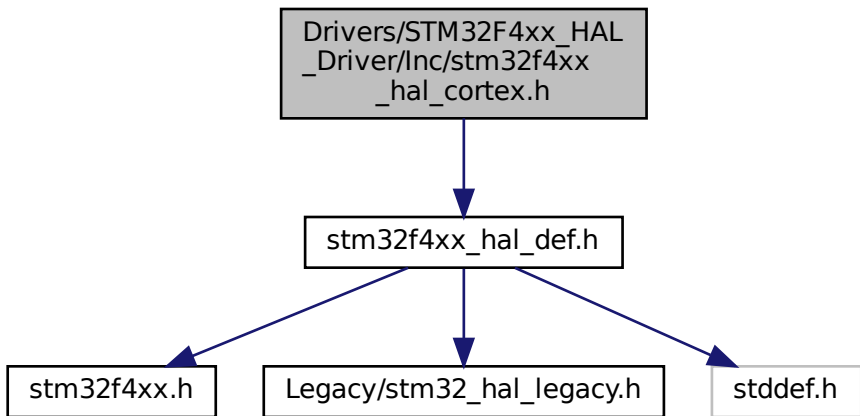 Drivers/STM32F4xx_HAL
_Driver/Inc/stm32f4xx
_hal_cortex.h
stm32f4xx_hal_def.h
stm32f4xx.h
Legacy/stm32_hal_legacy.h
stddef.h